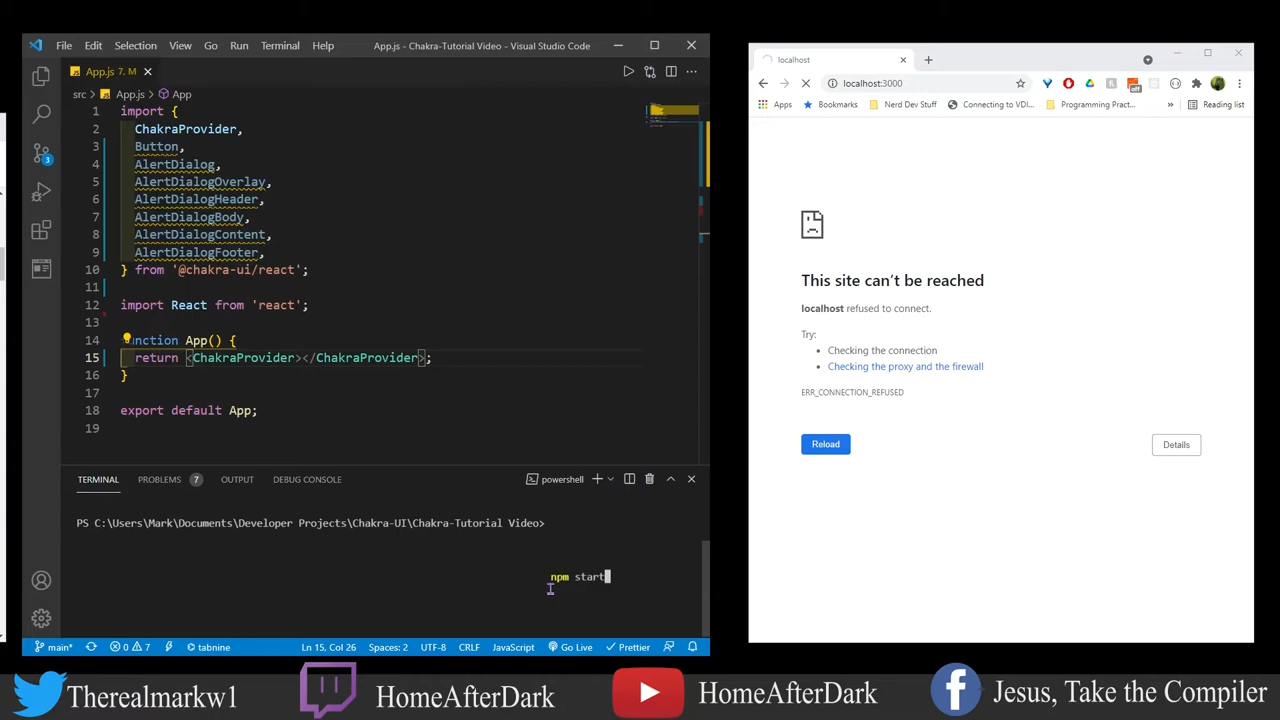 File Edit Selection View Go Run Terminal Help App.js - Chakra-Tutorial Video - Visual Studio Code
App.js 7, M
src > App.js > App
1 import {
2 ChakraProvider,
3 Button,
4 AlertDialog,
5 AlertDialogOverlay,
6 AlertDialogHeader,
7 AlertDialogBody,
8 AlertDialogContent,
9 AlertDialogFooter,
10 } from '@chakra-ui/react';
11
12 import React from 'react';
13
14 unction App() {
15 return <ChakraProvider></ChakraProvider>;
16 }
17
18 export default App;
19
3
TERMINAL PROBLEMS 7 OUTPUT DEBUG CONSOLE powershell
PS C:\Users\Mark\Documents\Developer Projects\Chakra-UI\Chakra-Tutorial Video>
npm start
main* 0 7 tabnine Ln 15, Col 26 Spaces: 2 UTF-8 CRLF JavaScript Go Live Prettier
localhost
localhost:3000
off
Apps Bookmarks Nerd Dev Stuff Connecting to VDI... Programming Pract... » Reading list
This site can't be reached
localhost refused to connect.
Try:
• Checking the connection
• Checking the proxy and the firewall
ERR_CONNECTION_REFUSED
Reload
Details
Therealmarkw1 HomeAfterDark HomeAfterDark Jesus, Take the Compiler